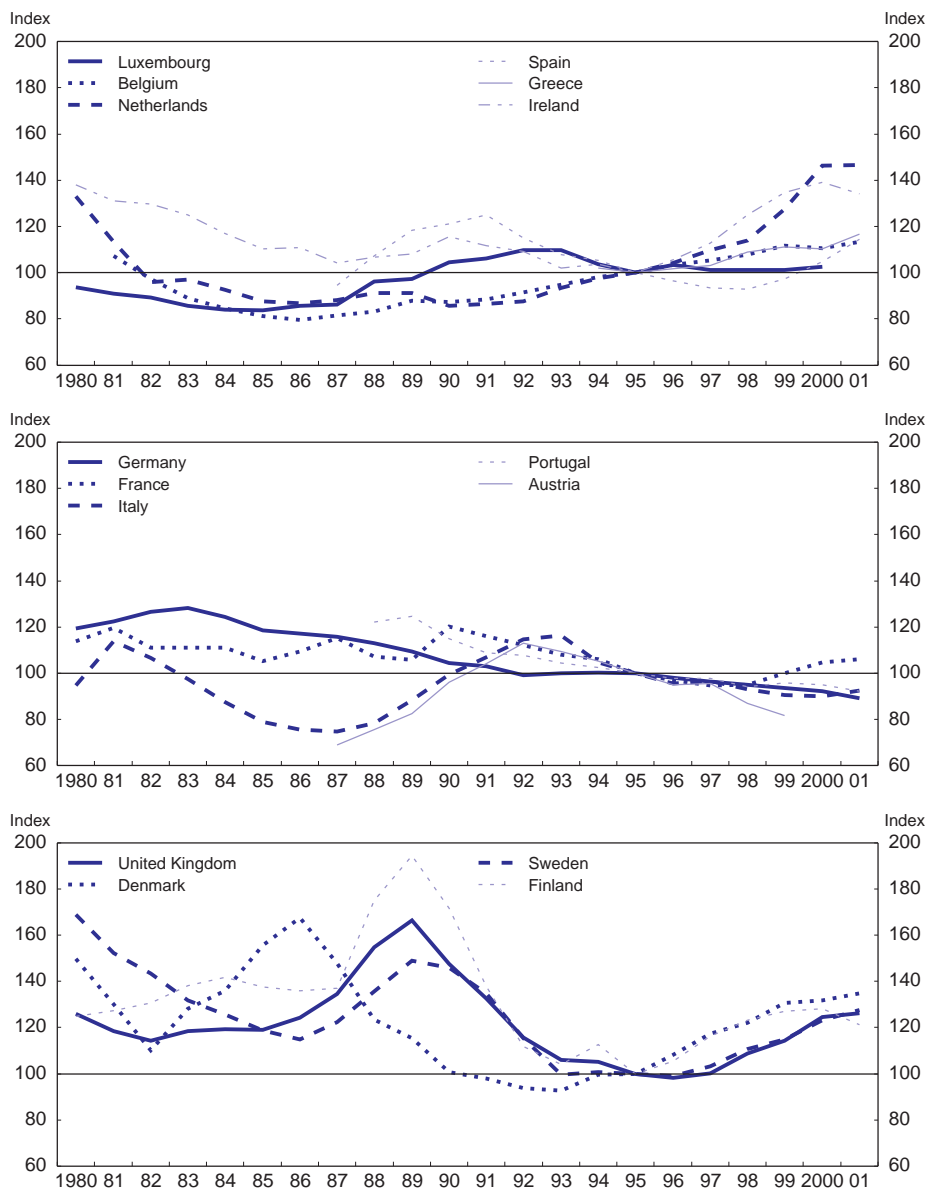 Index Index
200 200
Luxembourg Spain
180 Belgium Greece 180
Netherlands Ireland
160 160
140 140
120 120
100 100
80 80
60 60
1980 81 82 83 84 85 86 87 88 89 90 91 92 93 94 95 96 97 98 99 2000 01
Index Index
200 200
Germany Portugal
180 France Austria 180
Italy
160 160
140 140
120 120
100 100
80 80
60 60
1980 81 82 83 84 85 86 87 88 89 90 91 92 93 94 95 96 97 98 99 2000 01
Index Index
200 200
United Kingdom Sweden
180 Denmark Finland 180
160 160
140 140
120 120
100 100
80 80
60 60
1980 81 82 83 84 85 86 87 88 89 90 91 92 93 94 95 96 97 98 99 2000 01